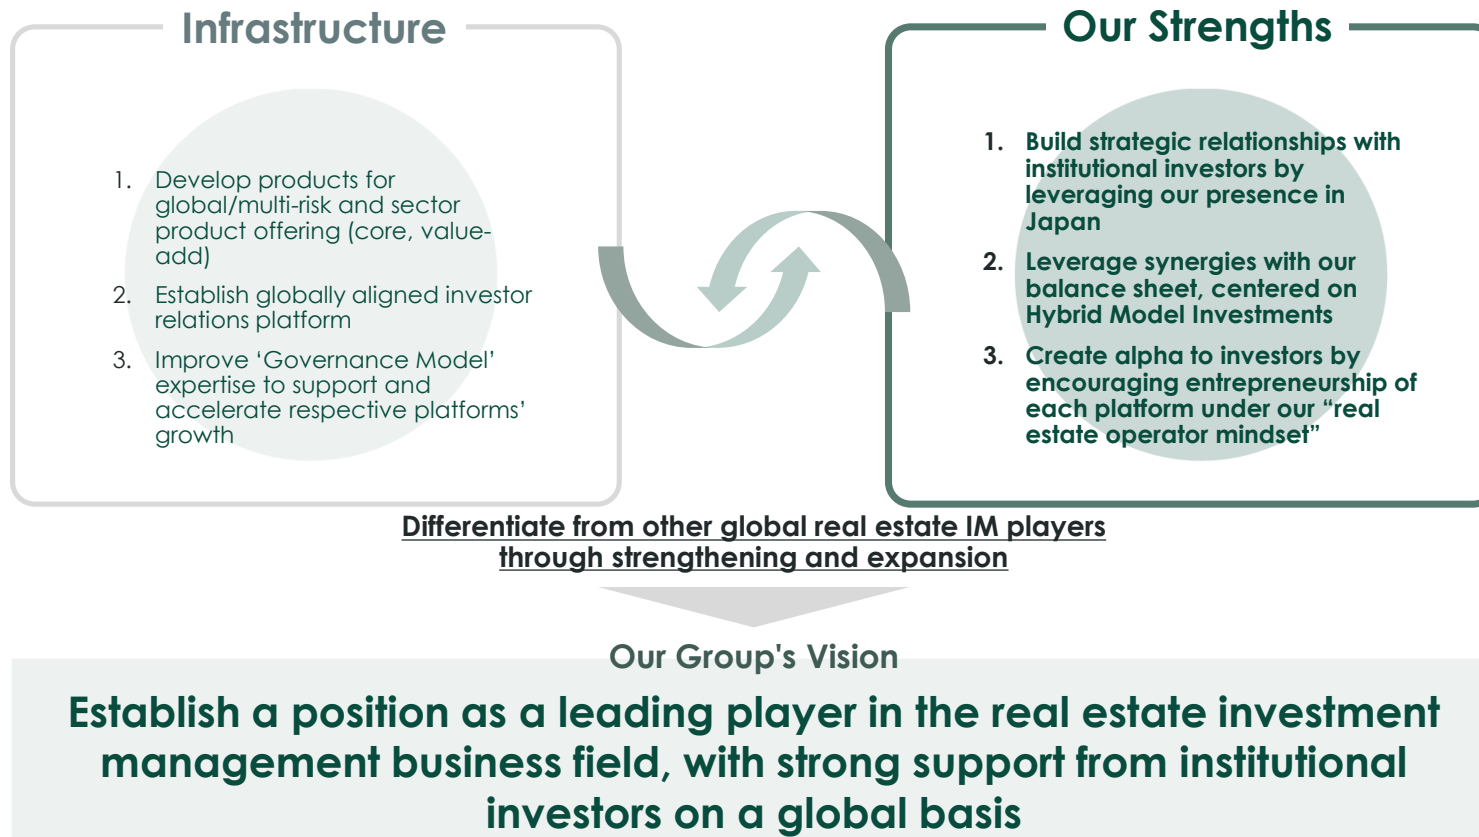 Infrastructure
1. Develop products for
global/multi-risk and sector
product offering (core, value-
add)
2. Establish globally aligned investor
relations platform
3. Improve ‘Governance Model’
expertise to support and
accelerate respective platforms’
growth
Our Strengths
1. Build strategic relationships with
institutional investors by
leveraging our presence in
Japan
2. Leverage synergies with our
balance sheet, centered on
Hybrid Model Investments
3. Create alpha to investors by
encouraging entrepreneurship of
each platform under our “real
estate operator mindset”
Differentiate from other global real estate IM players
through strengthening and expansion
Our Group's Vision
Establish a position as a leading player in the real estate investment
management business field, with strong support from institutional
investors on a global basis